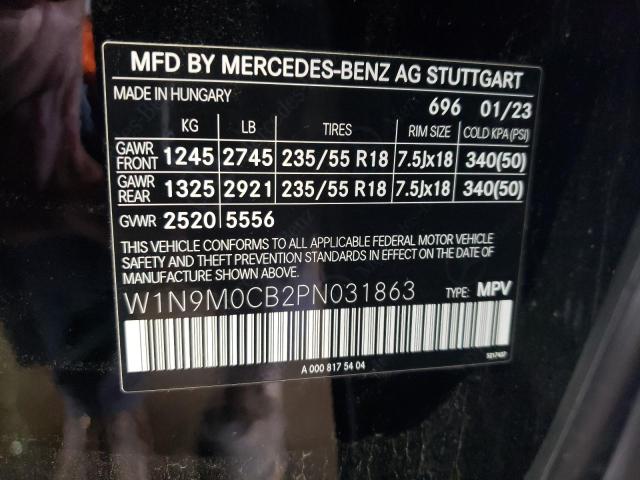 MFD BY MERCEDES-BENZ AG STUTTGART
MADE IN HUNGARY 696 01/23
KG LB TIRES RIM SIZE COLD KPA(PSI)
GAWR FRONT 1245 2745 235/55 R18 7.5Jx18 340(50)
GAWR REAR 1325 2921 235/55 R18 7.5Jx18 340(50)
GVWR 2520 5556
THIS VEHICLE CONFORMS TO ALL APPLICABLE FEDERAL MOTOR VEHICLE
SAFETY AND THEFT PREVENTION STANDARDS IN EFFECT ON THE DATE OF
MANUFACTURE SHOWN ABOVE.
W1N9M0CB2PN031863 TYPE: MPV
A 000 817 54 04